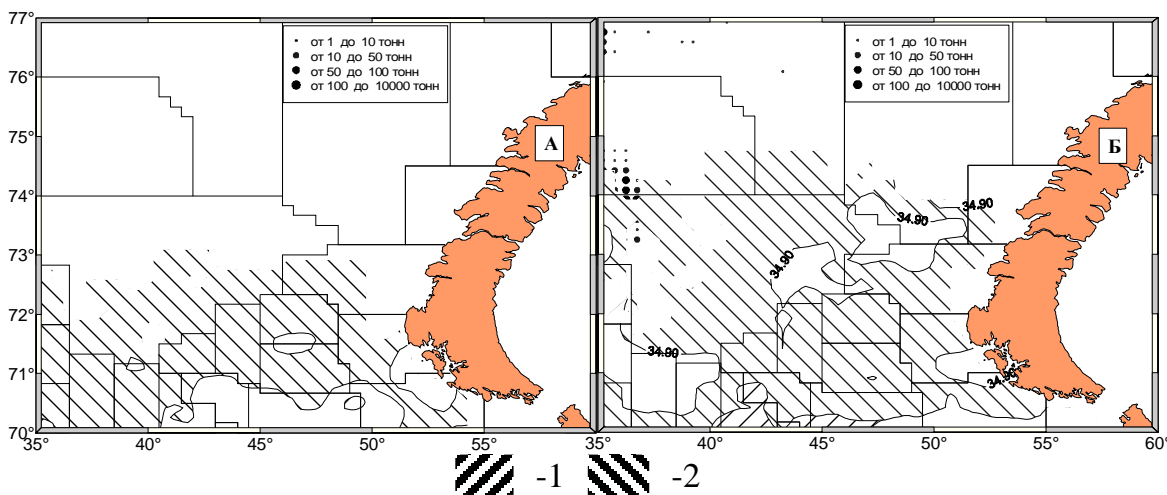 77°
76°
75°
74°
73°
72°
71°
70°
35
40
45
50
55
от 1 до 10 тонн
от 10 до 50 тонн
от 50 до 100 тонн
от 100 до 10000 тонн
А
35
40
45
50
55
60°
от 1 до 10 тонн
от 10 до 50 тонн
от 50 до 100 тонн
от 100 до 10000 тонн
Б
34.90
34.90
34.90
34.90
34.90
-1
-2